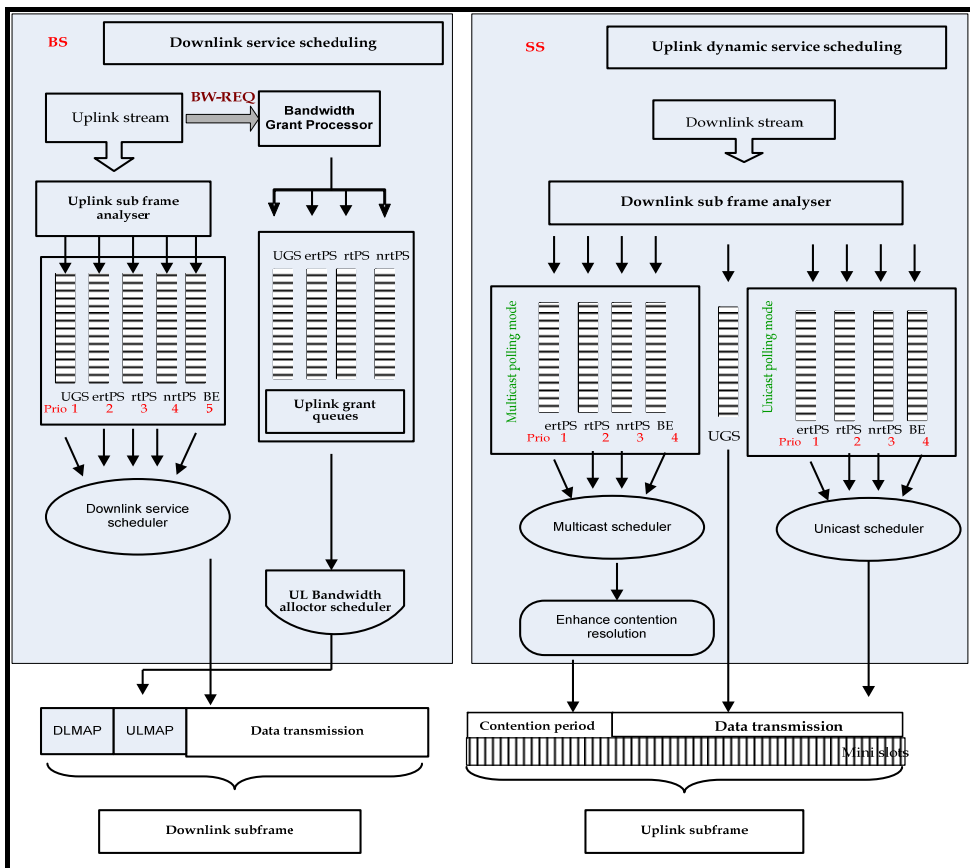 BS
Downlink service scheduling
BW-REQ
Uplink stream
Bandwidth
Grant Processor
Uplink sub frame
analyser
UGS ertPS rtPS nrtPS
UGS ertPS rtPS nrtPS BE
Prio 1 2 3 4 5
Uplink grant
queues
Downlink service
scheduler
UL Bandwidth
alloctor scheduler
DLMAP
ULMAP
Data transmission
Downlink subframe
SS
Uplink dynamic service scheduling
Downlink stream
Downlink sub frame analyser
Multicast polling mode
ertPS rtPS nrtPS BE
Prio 1 2 3 4
UGS
Unicast polling mode
ertPS rtPS nrtPS BE
Prio 1 2 3 4
Multicast scheduler
Unicast scheduler
Enhance contention
resolution
Contention period
Data transmission
Mini slots
Uplink subframe